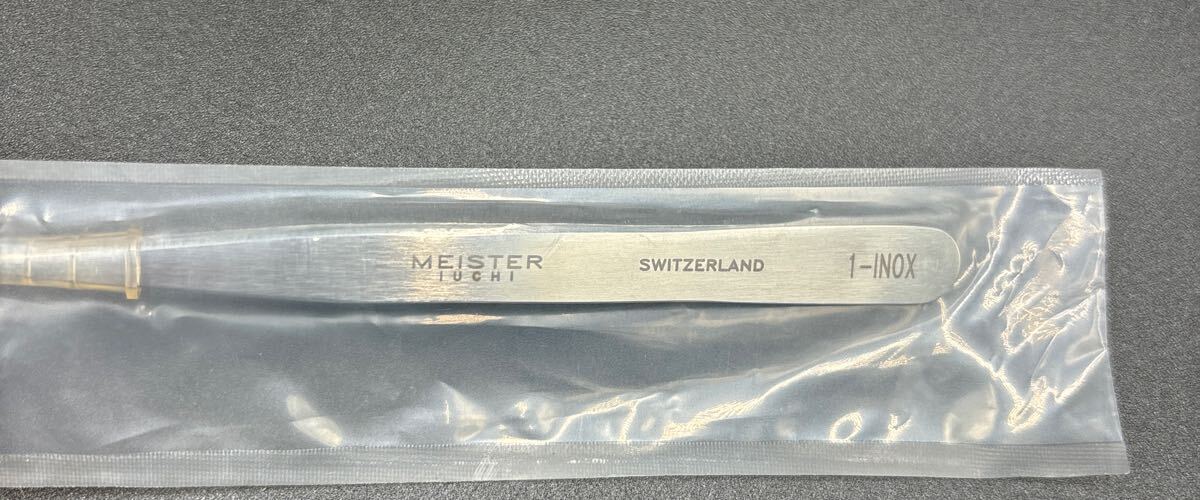 MEISTER
IUCHI
SWITZERLAND
1-INOX